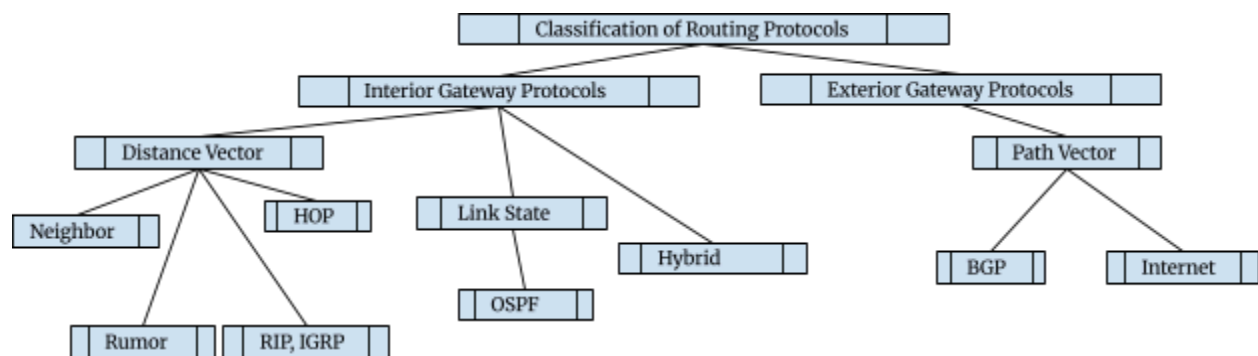 Classification of Routing Protocols
Interior Gateway Protocols
Exterior Gateway Protocols
Distance Vector
Path Vector
Neighbor
HOP
Link State
Hybrid
BGP
Internet
OSPF
Rumor
RIP, IGRP